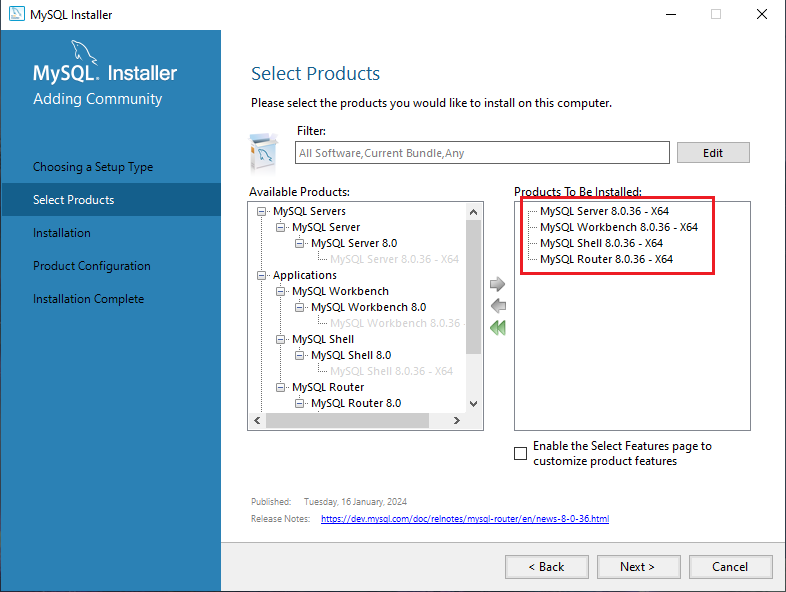 MySQL Installer
MySQL. Installer
Adding Community
Choosing a Setup Type
Select Products
Installation
Product Configuration
Installation Complete
Select Products
Please select the products you would like to install on this computer.
Filter:
All Software,Current Bundle,Any
Edit
Available Products:
MySQL Servers
MySQL Server
MySQL Server 8.0
MySQL Server 8.0.36 - X64
Applications
MySQL Workbench
MySQL Workbench 8.0
MySQL Workbench 8.0.36 -
MySQL Shell
MySQL Shell 8.0
MySQL Shell 8.0.36 - X64
MySQL Router
MySQL Router 8.0
Products To Be Installed:
MySQL Server 8.0.36 - X64
MySQL Workbench 8.0.36 - X64
MySQL Shell 8.0.36 - X64
MySQL Router 8.0.36 - X64
Enable the Select Features page to
customize product features
Published: Tuesday, 16 January, 2024
Release Notes: https://dev.mysql.com/doc/relnotes/mysql-router/en/news-8-0-36.html
< Back
Next >
Cancel